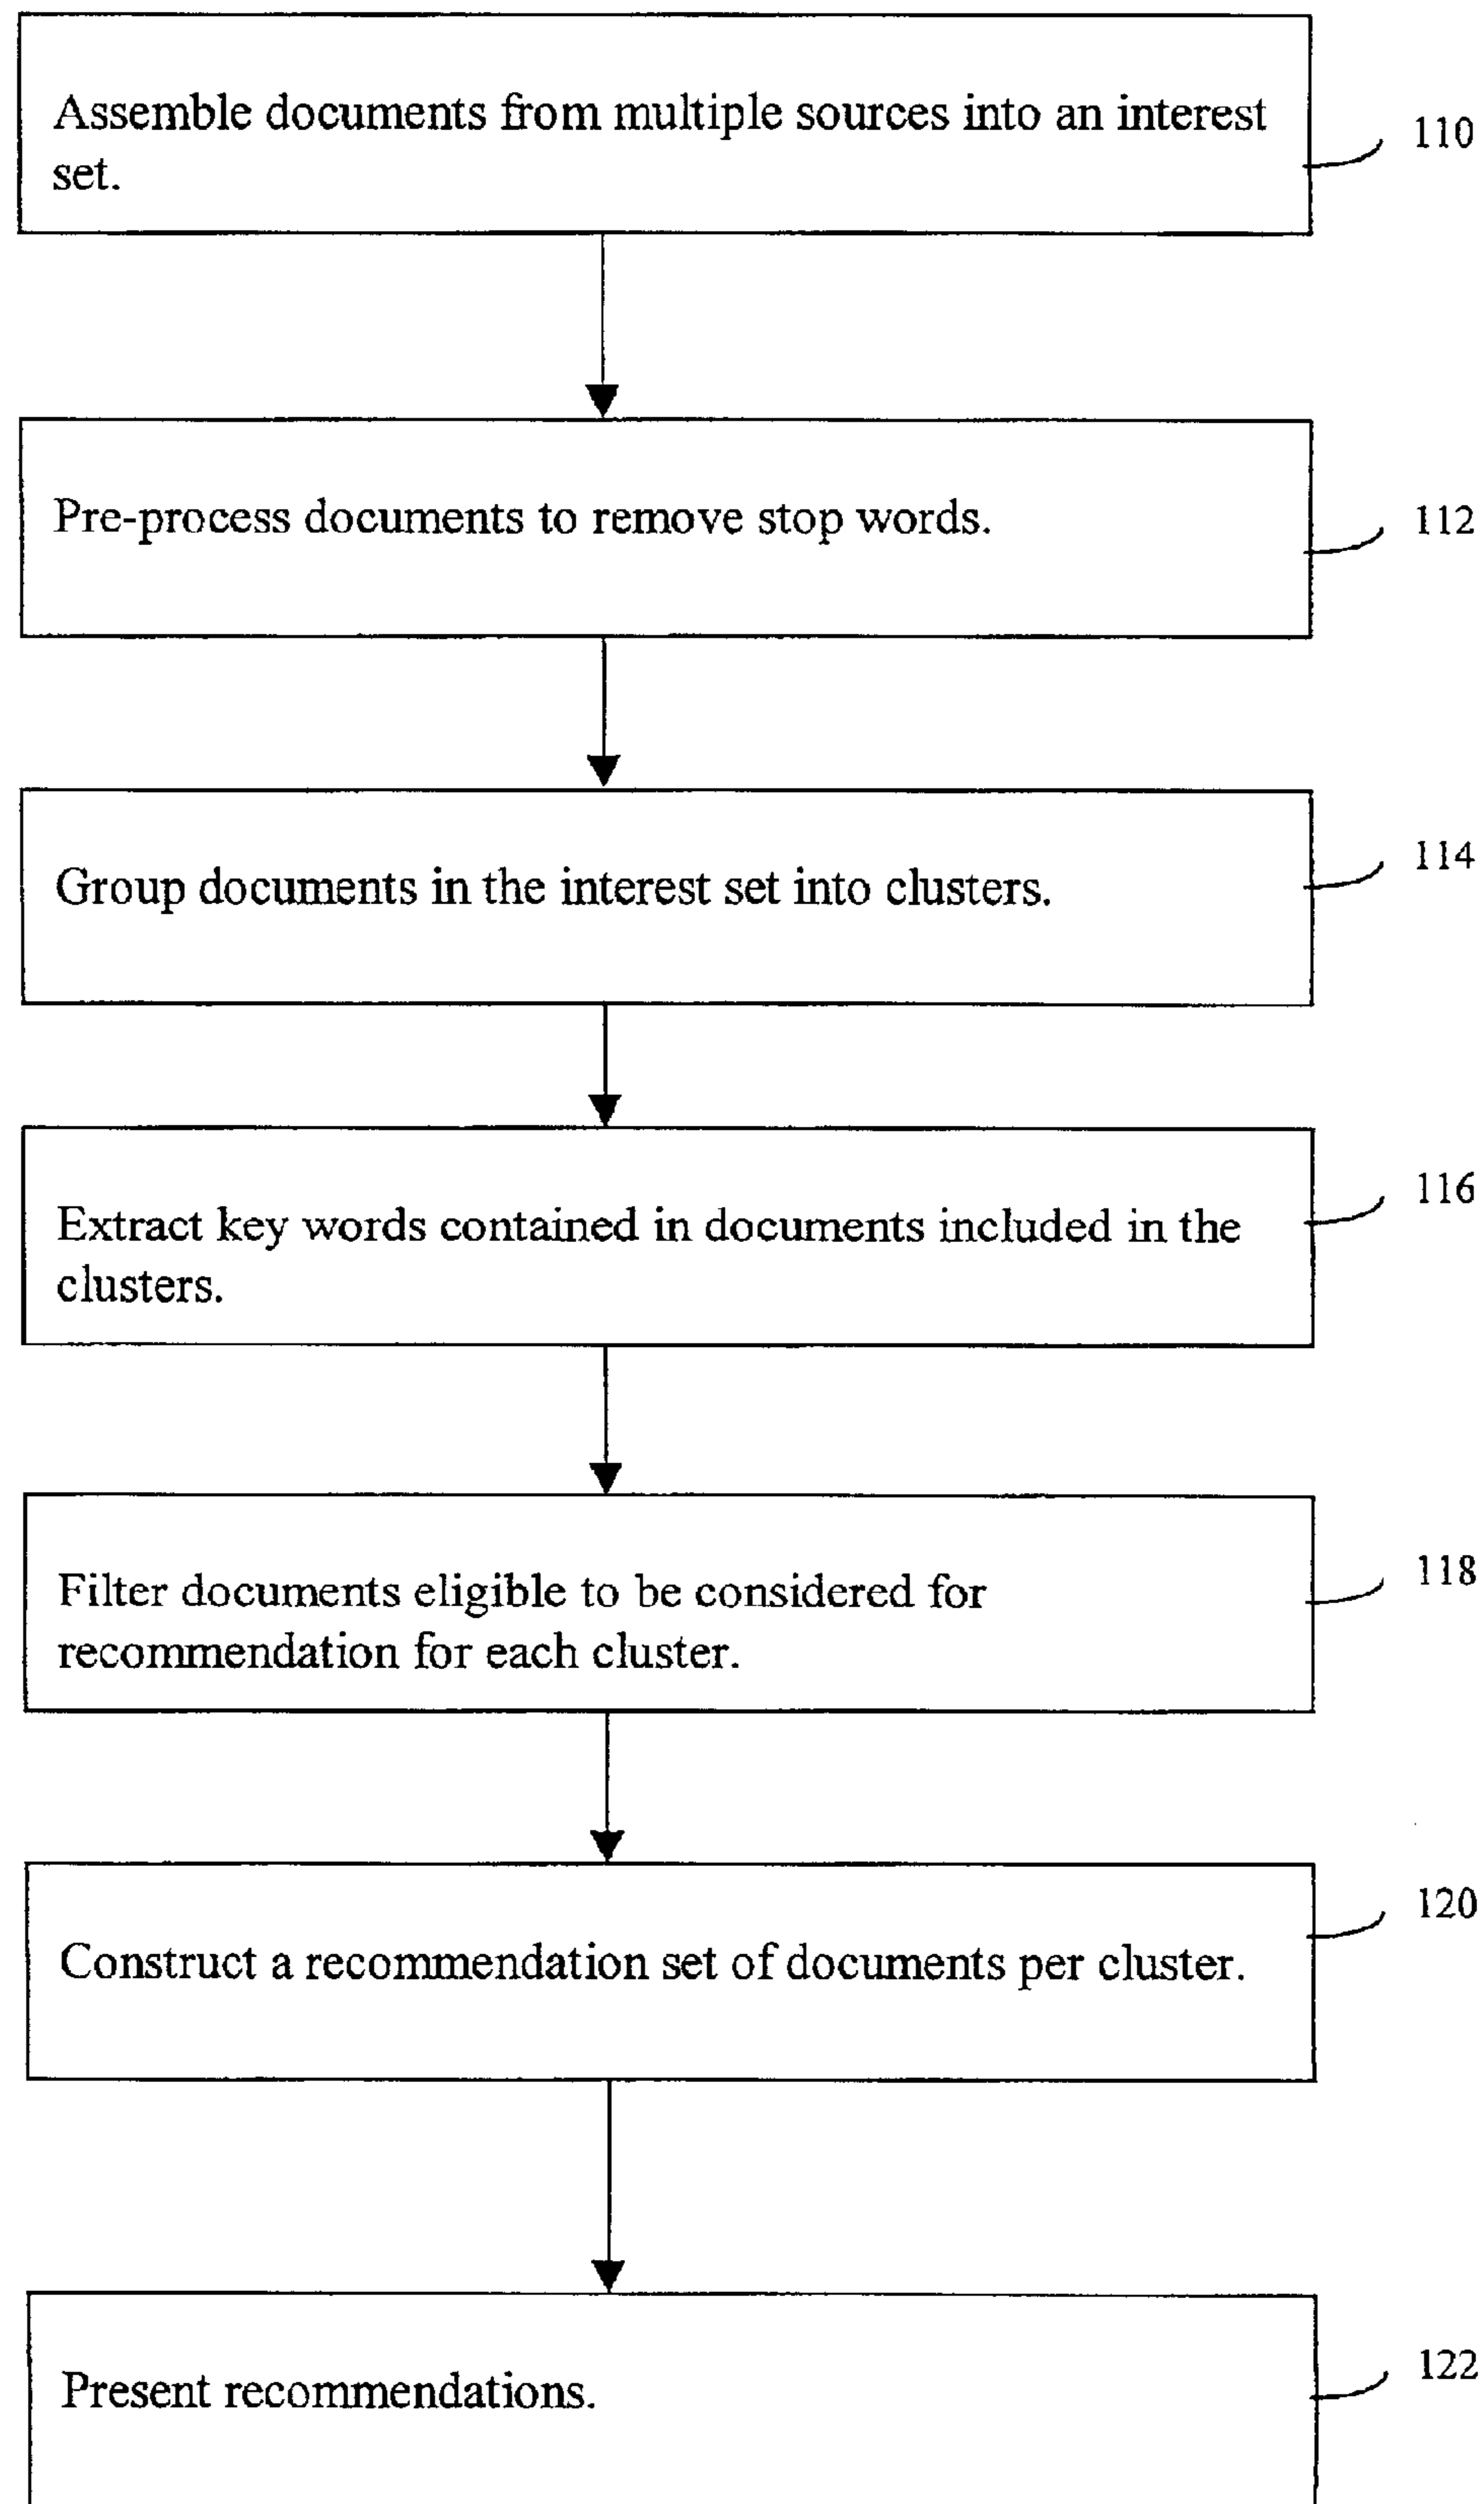 Assemble documents from multiple sources into an interest
set.
110
Pre-process documents to remove stop words.
112
Group documents in the interest set into clusters.
114
Extract key words contained in documents included in the
clusters.
116
Filter documents eligible to be considered for
recommendation for each cluster.
118
Construct a recommendation set of documents per cluster.
120
Present recommendations.
122